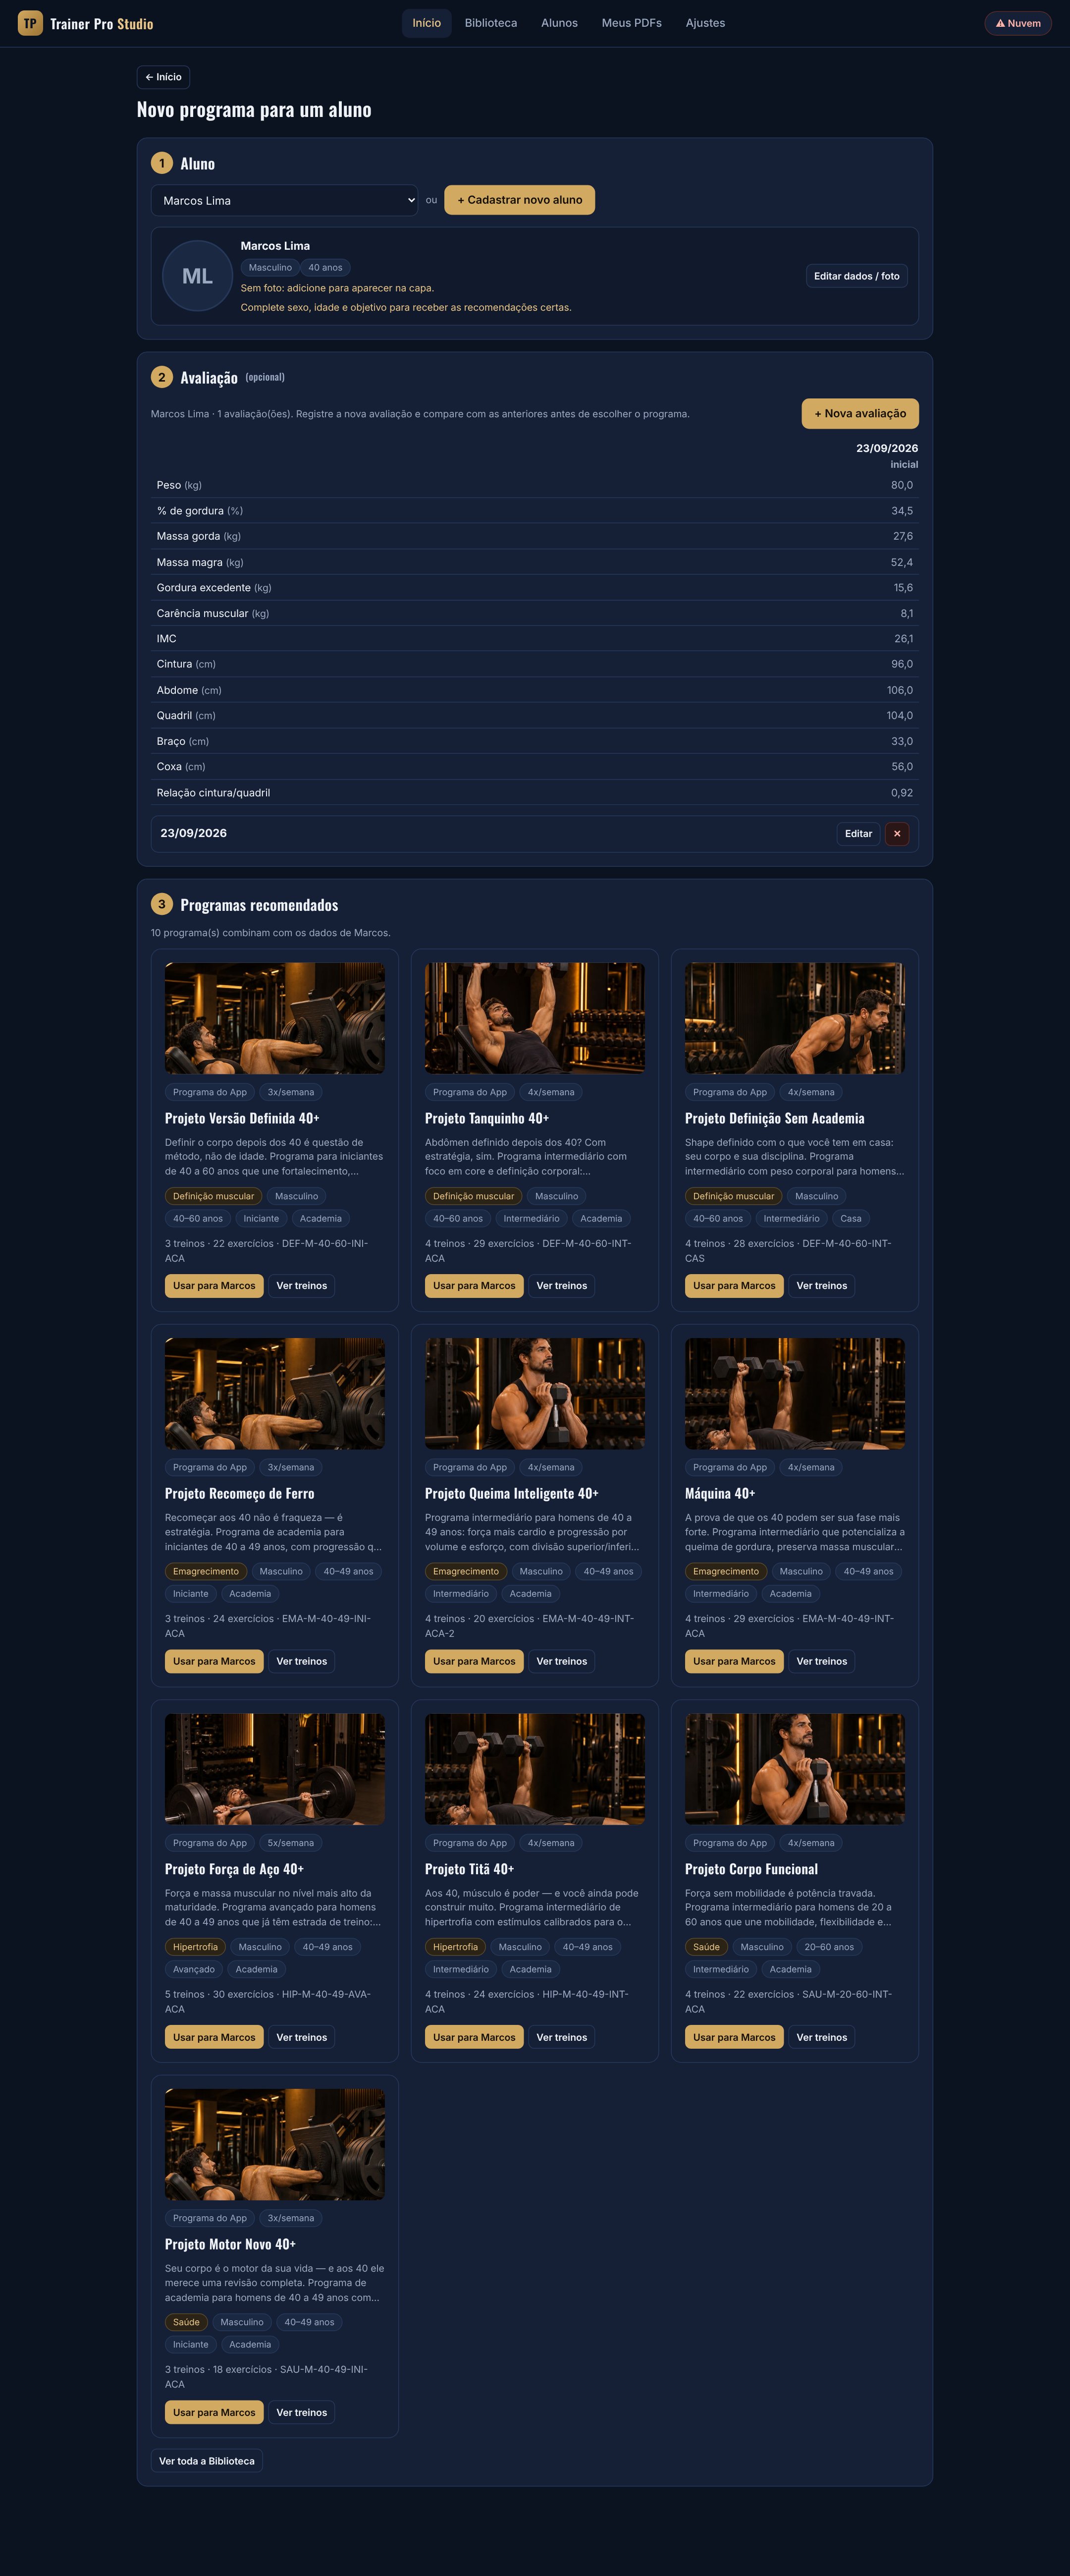 TP Trainer Pro Studio
Início Biblioteca Alunos Meus PDFs Ajustes
⚠ Nuvem
← Início
Novo programa para um aluno
1 Aluno
Marcos Lima ou + Cadastrar novo aluno
ML
Marcos Lima
Masculino 40 anos
Sem foto: adicione para aparecer na capa.
Complete sexo, idade e objetivo para receber as recomendações certas.
Editar dados / foto
2 Avaliação (opcional)
Marcos Lima · 1 avaliação(ões). Registre a nova avaliação e compare com as anteriores antes de escolher o programa.
+ Nova avaliação
23/09/2026
inicial
Peso (kg) 80,0
% de gordura (%) 34,5
Massa gorda (kg) 27,6
Massa magra (kg) 52,4
Gordura excedente (kg) 15,6
Carência muscular (kg) 8,1
IMC 26,1
Cintura (cm) 96,0
Abdome (cm) 106,0
Quadril (cm) 104,0
Braço (cm) 33,0
Coxa (cm) 56,0
Relação cintura/quadril 0,92
23/09/2026 Editar ×
3 Programas recomendados
10 programa(s) combinam com os dados de Marcos.
Programa do App 3x/semana
Projeto Versão Definida 40+
Definir o corpo depois dos 40 é questão de
método, não de idade. Programa para iniciantes
de 40 a 60 anos que une fortalecimento,...
Definição muscular Masculino
40–60 anos Iniciante Academia
3 treinos · 22 exercícios · DEF-M-40-60-INI-
ACA
Usar para Marcos Ver treinos
Programa do App 4x/semana
Projeto Tanquinho 40+
Abdômen definido depois dos 40? Com
estratégia, sim. Programa intermediário com
foco em core e definição corporal:...
Definição muscular Masculino
40–60 anos Intermediário Academia
4 treinos · 29 exercícios · DEF-M-40-60-INT-
ACA
Usar para Marcos Ver treinos
Programa do App 4x/semana
Projeto Definição Sem Academia
Shape definido com o que você tem em casa:
seu corpo e sua disciplina. Programa
intermediário com peso corporal para homens...
Definição muscular Masculino
40–60 anos Intermediário Casa
4 treinos · 28 exercícios · DEF-M-40-60-INT-
CAS
Usar para Marcos Ver treinos
Programa do App 3x/semana
Projeto Recomeço de Ferro
Recomeçar aos 40 não é fraqueza — é
estratégia. Programa de academia para
iniciantes de 40 a 49 anos, com progressão q...
Emagrecimento Masculino 40–49 anos
Iniciante Academia
3 treinos · 24 exercícios · EMA-M-40-49-INI-
ACA
Usar para Marcos Ver treinos
Programa do App 4x/semana
Projeto Queima Inteligente 40+
Programa intermediário para homens de 40 a
49 anos: força mais cardio e progressão por
volume e esforço, com divisão superior/inferi...
Emagrecimento Masculino 40–49 anos
Intermediário Academia
4 treinos · 20 exercícios · EMA-M-40-49-INT-
ACA-2
Usar para Marcos Ver treinos
Programa do App 4x/semana
Máquina 40+
A prova de que os 40 podem ser sua fase mais
forte. Programa intermediário que potencializa a
queima de gordura, preserva massa muscular...
Emagrecimento Masculino 40–49 anos
Intermediário Academia
4 treinos · 29 exercícios · EMA-M-40-49-INT-
ACA
Usar para Marcos Ver treinos
Programa do App 5x/semana
Projeto Força de Aço 40+
Força e massa muscular no nível mais alto da
maturidade. Programa avançado para homens
de 40 a 49 anos que já têm estrada de treino:...
Hipertrofia Masculino 40–49 anos
Avançado Academia
5 treinos · 30 exercícios · HIP-M-40-49-AVA-
ACA
Usar para Marcos Ver treinos
Programa do App 4x/semana
Projeto Titã 40+
Aos 40, músculo é poder — e você ainda pode
construir muito. Programa intermediário de
hipertrofia com estímulos calibrados para o...
Hipertrofia Masculino 40–49 anos
Intermediário Academia
4 treinos · 24 exercícios · HIP-M-40-49-INT-
ACA
Usar para Marcos Ver treinos
Programa do App 4x/semana
Projeto Corpo Funcional
Força sem mobilidade é potência travada.
Programa intermediário para homens de 20 a
60 anos que une mobilidade, flexibilidade e...
Saúde Masculino 20–60 anos
Intermediário Academia
4 treinos · 22 exercícios · SAU-M-20-60-INT-
ACA
Usar para Marcos Ver treinos
Programa do App 3x/semana
Projeto Motor Novo 40+
Seu corpo é o motor da sua vida — e aos 40 ele
merece uma revisão completa. Programa de
academia para homens de 40 a 49 anos com...
Saúde Masculino 40–49 anos
Iniciante Academia
3 treinos · 18 exercícios · SAU-M-40-49-INI-
ACA
Usar para Marcos Ver treinos
Ver toda a Biblioteca